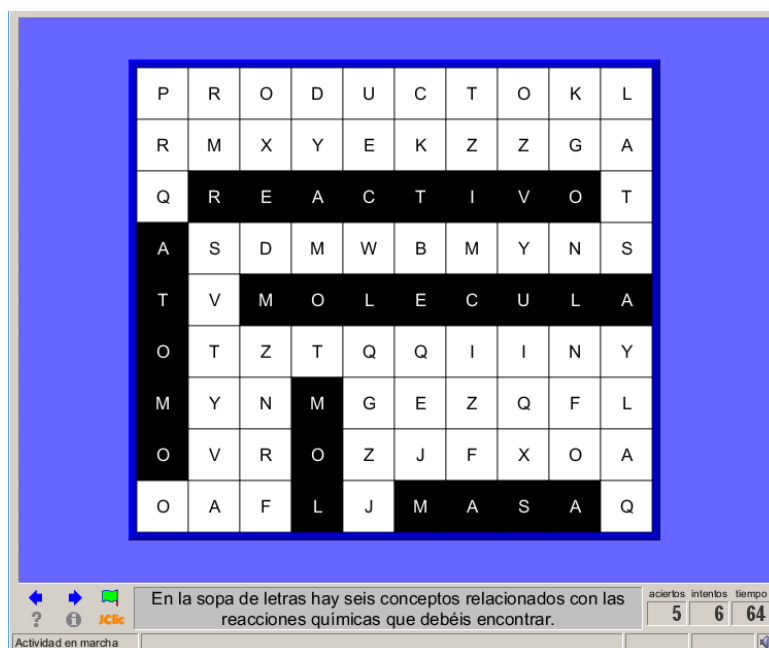 P R O D U C T O K L
R M X Y E K Z Z G A
Q R E A C T I V O T
A S D M W B M Y N S
T V M O L E C U L A
O T Z T Q Q I I N Y
M Y N M G E Z Q F L
O V R O Z J F X O A
O A F L J M A S A Q
En la sopa de letras hay seis conceptos relacionados con las
reacciones químicas que debéis encontrar.
aciertos intentos tiempo
5 6 64
? i JClic
Actividad en marcha